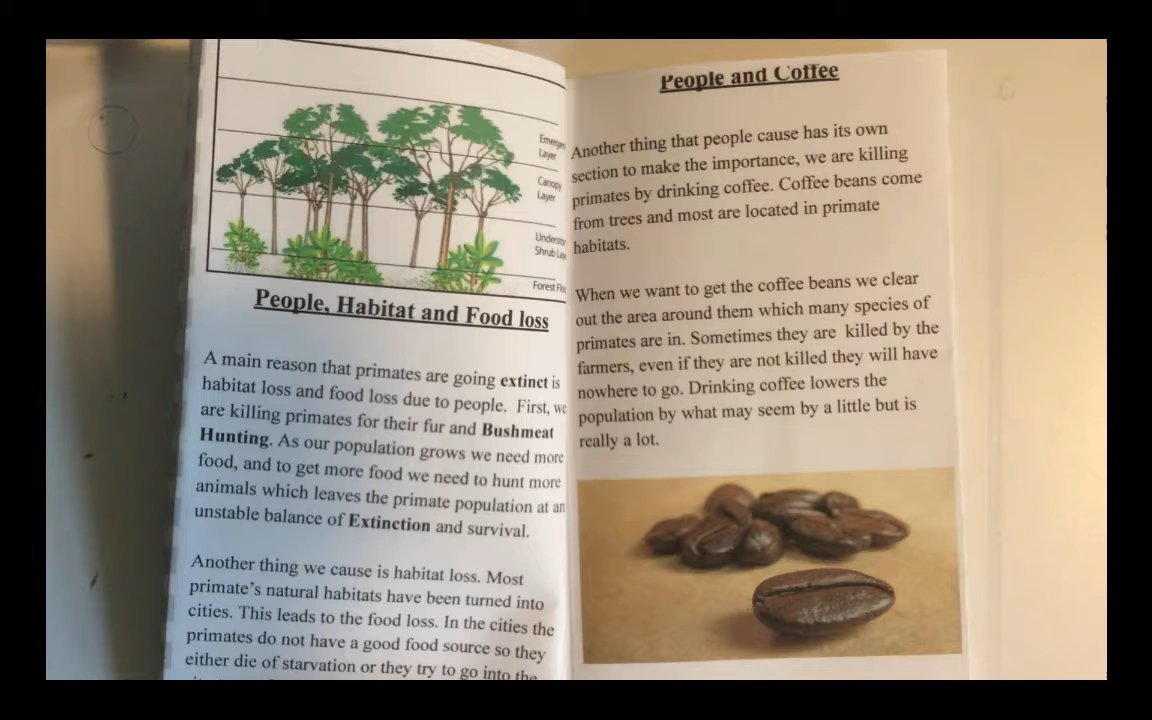 Layer
Canopy
Layer
Shrub
Forest
People, Habitat and Food loss
A main reason that primates are going extinct is
habitat loss and food loss due to people. First, we
are killing primates for their fur and Bushmeat
Hunting. As our population grows we need more
food, and to get more food we need to hunt more
animals which leaves the primate population at an
unstable balance of Extinction and survival.
Another thing we cause is habitat loss. Most
primate's natural habitats have been turned into
cities. This leads to the food loss. In the cities the
primates do not have a good food source so they
either die of starvation or they try to go into the
People and Coffee
Another thing that people cause has its own
section to make the importance, we are killing
primates by drinking coffee. Coffee beans come
from trees and most are located in primate
habitats.
When we want to get the coffee beans we clear
out the area around them which many species of
primates are in. Sometimes they are killed by the
farmers, even if they are not killed they will have
nowhere to go. Drinking coffee lowers the
population by what may seem by a little but is
really a lot.